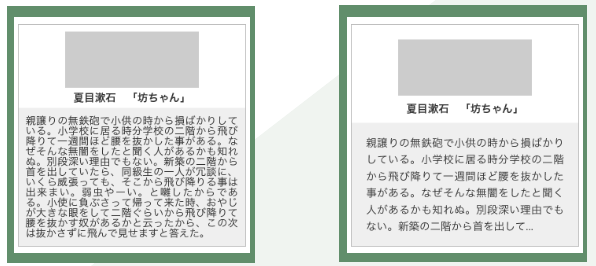 夏目漱石　「坊ちゃん」
親譲りの無鉄砲で小供の時から損ばかりして
いる。小学校に居る時分学校の二階から飛び
降りて一週間ほど腰を抜かした事がある。な
ぜそんな無闇をしたと聞く人があるかも知れ
ぬ。別段深い理由でもない。新築の二階から
首を出していたら、同級生の一人が冗談に、
いくら威張っても、そこから飛び降りる事は
出来まい。弱虫やーい。と囃したからであ
る。小使に負ぶさって帰って来た時、おやじ
が大きな眼をして二階ぐらいから飛び降りて
腰を抜かす奴があるかと云ったから、この次
は抜かさずに飛んで見せますと答えた。
夏目漱石　「坊ちゃん」
親譲りの無鉄砲で小供の時から損ばかり
している。小学校に居る時分学校の二階
から飛び降りて一週間ほど腰を抜かした
事がある。なぜそんな無闇をしたと聞く
人があるかも知れぬ。別段深い理由でも
ない。新築の二階から首を出して...